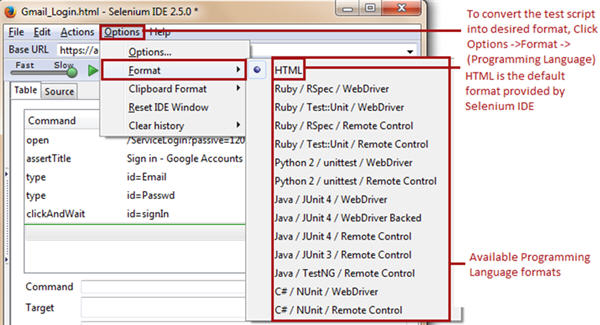 Gmail_Login.html - Selenium IDE 2.5.0 *
File Edit Actions Options Help
Base URL https://a
Fast Slow
Table Source
Command
open /ServiceLogin?passive=120
assertTitle Sign in - Google Accounts
type id=Email
type id=Passwd
clickAndWait id=signIn
Command
Target
Options...
Format
Clipboard Format
Reset IDE Window
Clear history
HTML
Ruby / RSpec / WebDriver
Ruby / Test::Unit / WebDriver
Ruby / RSpec / Remote Control
Ruby / Test::Unit / Remote Control
Python 2 / unittest / WebDriver
Python 2 / unittest / Remote Control
Java / JUnit 4 / WebDriver
Java / JUnit 4 / WebDriver Backed
Java / JUnit 4 / Remote Control
Java / JUnit 3 / Remote Control
Java / TestNG / Remote Control
C# / NUnit / WebDriver
C# / NUnit / Remote Control
To convert the test script
into desired format, Click
Options ->Format ->
(Programming Language)
HTML is the default
format provided by
Selenium IDE
Available Programming
Language formats